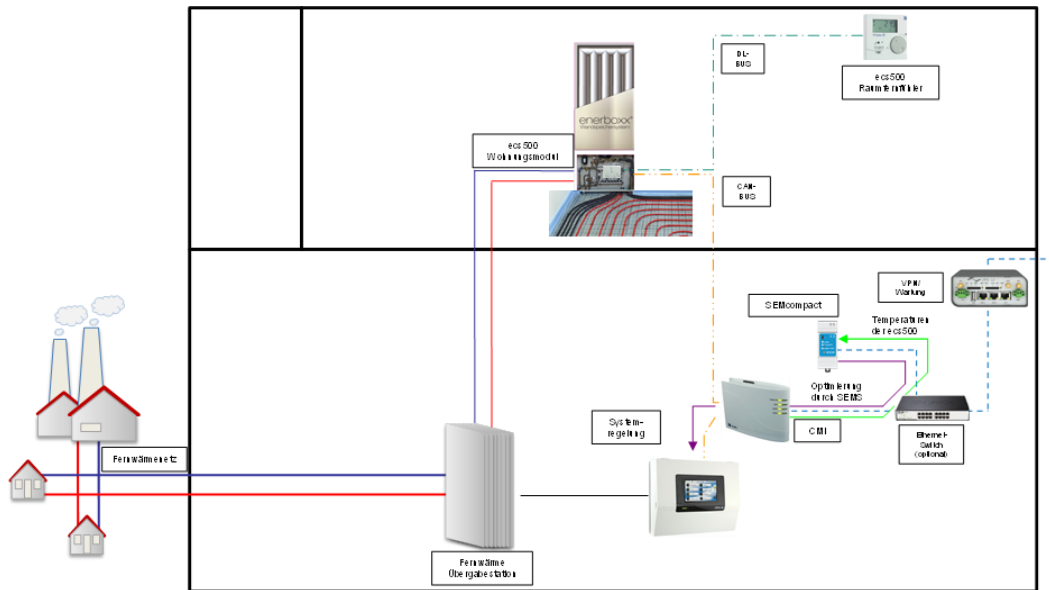 DL-
BUS
ecs500
Raumfernfühler
enerboxx®
ecs500
Wohnungsmodul
CAN-
BUS
VPN/
Wartung
SEMcompact
Temperaturen
der ecs500
Optimierung
durch SEMS
System-
regelung
CMI
Ethernet-
Switch
(optional)
Fernwärmenetz
Fernwärme
Übergabestation